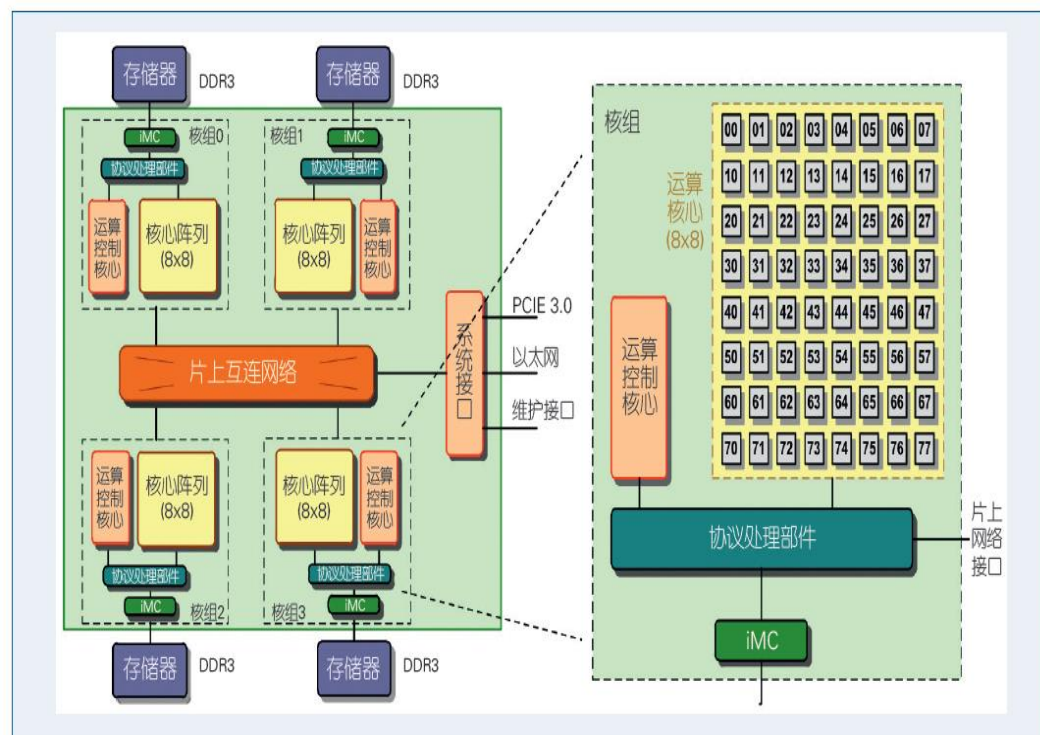 存储器 DDR3
存储器 DDR3
iMC
核组0
协议处理部件
运算
控制
核心
核心阵列
(8x8)
核组1
iMC
协议处理部件
核心阵列
(8x8)
运算
控制
核心
片上互连网络
系统接口
PCIE 3.0
以太网
维护接口
运算
控制
核心
核心阵列
(8x8)
协议处理部件
iMC
核组2
核心阵列
(8x8)
运算
控制
核心
协议处理部件
iMC
核组3
存储器 DDR3
存储器 DDR3
核组
运算
核心
(8x8)
00 01 02 03 04 05 06 07
10 11 12 13 14 15 16 17
20 21 22 23 24 25 26 27
30 31 32 33 34 35 36 37
40 41 42 43 44 45 46 47
50 51 52 53 54 55 56 57
60 61 62 63 64 65 66 67
70 71 72 73 74 75 76 77
运算
控制
核心
协议处理部件
片上
网络
接口
iMC